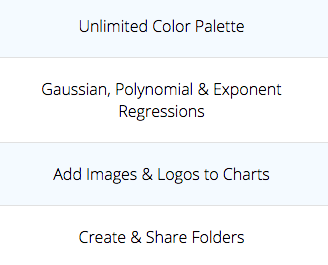 Unlimited Color Palette
Gaussian, Polynomial & Exponent
Regressions
Add Images & Logos to Charts
Create & Share Folders